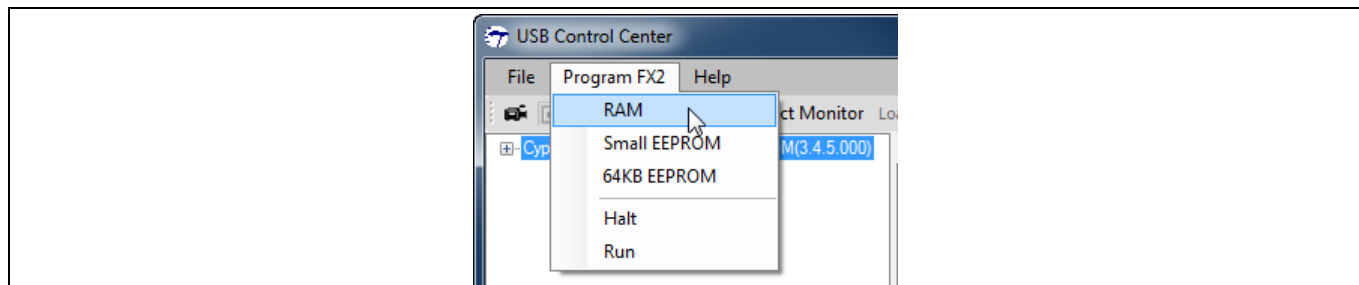 USB Control Center
File Program FX2 Help
RAM
ct Monitor
Small EEPROM
Cyp M(3.4.5.000)
64KB EEPROM
Halt
Run